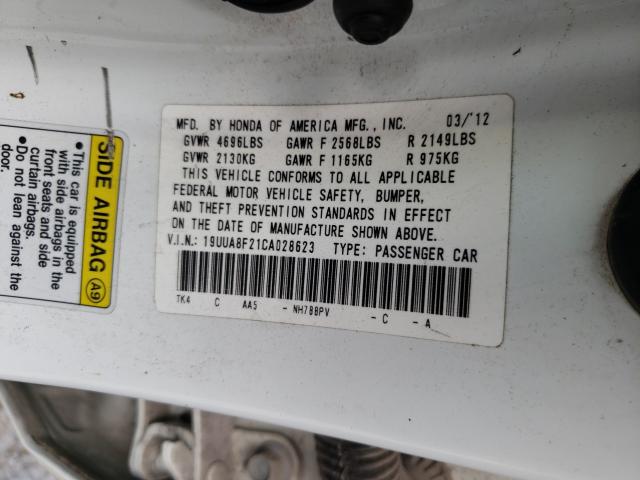 MFD. BY HONDA OF AMERICA MFG., INC. 03/'12
GVWR 4696LBS GAWR F 2568LBS R 2149LBS
GVWR 2130KG GAWR F 1165KG R 975KG
THIS VEHICLE CONFORMS TO ALL APPLICABLE
FEDERAL MOTOR VEHICLE SAFETY, BUMPER,
AND THEFT PREVENTION STANDARDS IN EFFECT
ON THE DATE OF MANUFACTURE SHOWN ABOVE.
V.I.N.: 19UUA8F21CA028623 TYPE: PASSENGER CAR
TK4 C AA5 - NH788PV - C - A
SIDE AIRBAG A9
•This car is equipped
with side airbags in the
front seats and side
curtain airbags.
•Do not lean against the
door.